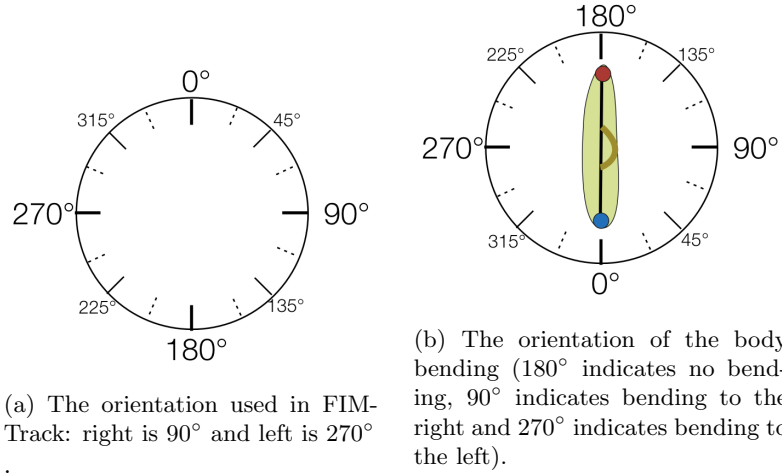 0°
315°
45°
270°
90°
225°
135°
180°
(a) The orientation used in FIM-
Track: right is 90° and left is 270°
.
180°
225°
135°
270°
90°
315°
45°
0°
(b) The orientation of the body
bending (180° indicates no bend-
ing, 90° indicates bending to the
right and 270° indicates bending to
the left).